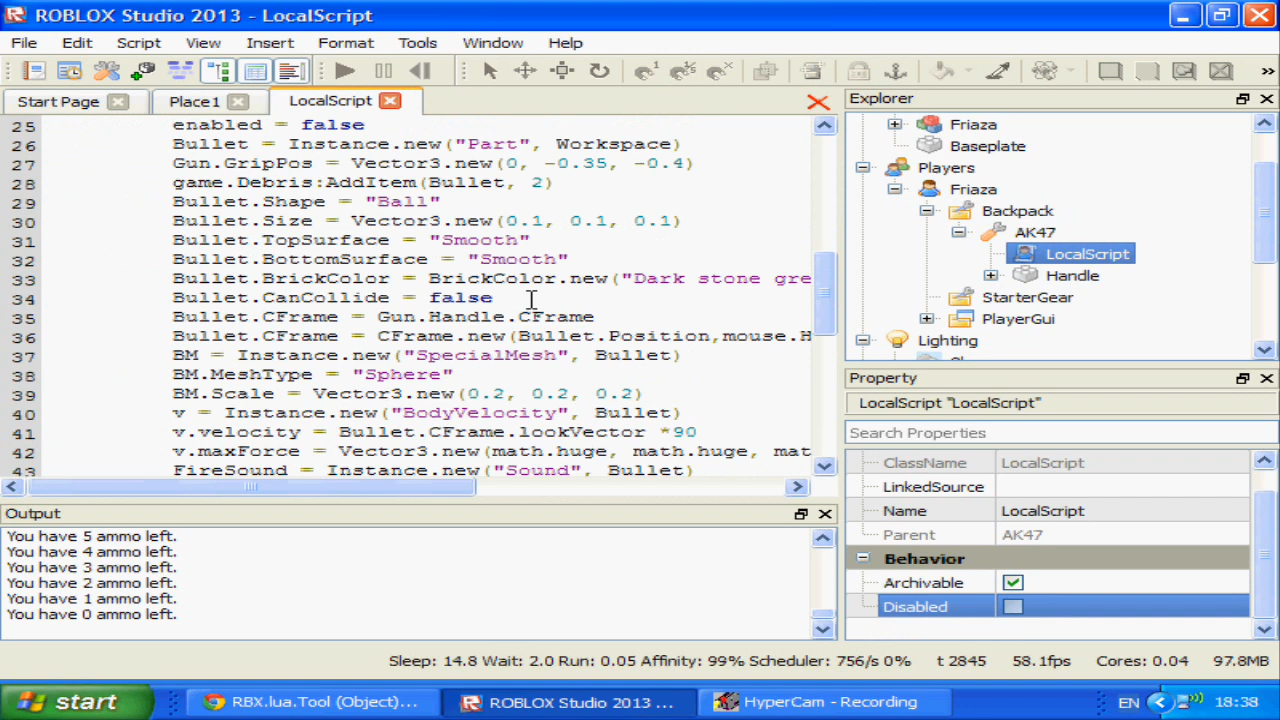 ROBLOX Studio 2013 - LocalScript
File Edit Script View Insert Format Tools Window Help
Start Page Place1 LocalScript
25 enabled = false
26 Bullet = Instance.new("Part", Workspace)
27 Gun.GripPos = Vector3.new(0, -0.35, -0.4)
28 game.Debris:AddItem(Bullet, 2)
29 Bullet.Shape = "Ball"
30 Bullet.Size = Vector3.new(0.1, 0.1, 0.1)
31 Bullet.TopSurface = "Smooth"
32 Bullet.BottomSurface = "Smooth"
33 Bullet.BrickColor = BrickColor.new("Dark stone gre
34 Bullet.CanCollide = false
35 Bullet.CFrame = Gun.Handle.CFrame
36 Bullet.CFrame = CFrame.new(Bullet.Position,mouse.H
37 BM = Instance.new("SpecialMesh", Bullet)
38 BM.MeshType = "Sphere"
39 BM.Scale = Vector3.new(0.2, 0.2, 0.2)
40 v = Instance.new("BodyVelocity", Bullet)
41 v.velocity = Bullet.CFrame.lookVector *90
42 v.maxForce = Vector3.new(math.huge, math.huge, mat
43 FireSound = Instance.new("Sound", Bullet)
Output
You have 5 ammo left.
You have 4 ammo left.
You have 3 ammo left.
You have 2 ammo left.
You have 1 ammo left.
You have 0 ammo left.
Explorer
Friaza
Baseplate
Players
Friaza
Backpack
AK47
LocalScript
Handle
StarterGear
PlayerGui
Lighting
Property
LocalScript "LocalScript"
Search Properties
ClassName LocalScript
LinkedSource
Name LocalScript
Parent AK47
Behavior
Archivable
Disabled
Sleep: 14.8 Wait: 2.0 Run: 0.05 Affinity: 99% Scheduler: 756/s 0% t 2845 58.1fps Cores: 0.04 97.8MB
start RBX.lua.Tool (Object)... ROBLOX Studio 2013 ... HyperCam - Recording EN 18:38